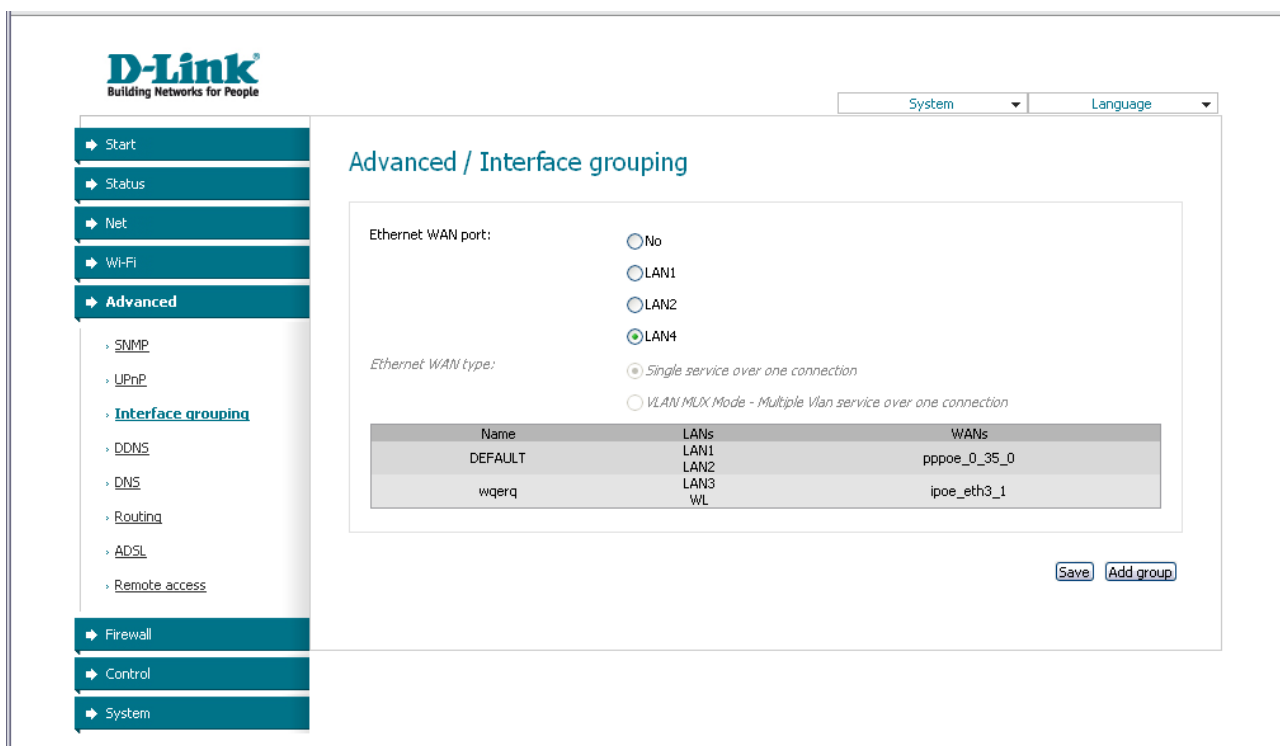 D-Link
Building Networks for People
System Language
Start
Status
Net
Wi-Fi
Advanced
SNMP
UPnP
Interface grouping
DDNS
DNS
Routing
ADSL
Remote access
Firewall
Control
System
Advanced / Interface grouping
Ethernet WAN port:
No
LAN1
LAN2
LAN4
Ethernet WAN type:
Single service over one connection
VLAN MUX Mode - Multiple Vlan service over one connection
Name LANs WANs
DEFAULT LAN1 LAN2 pppoe_0_35_0
wqerq LAN3 WL ipoe_eth3_1
Save Add group